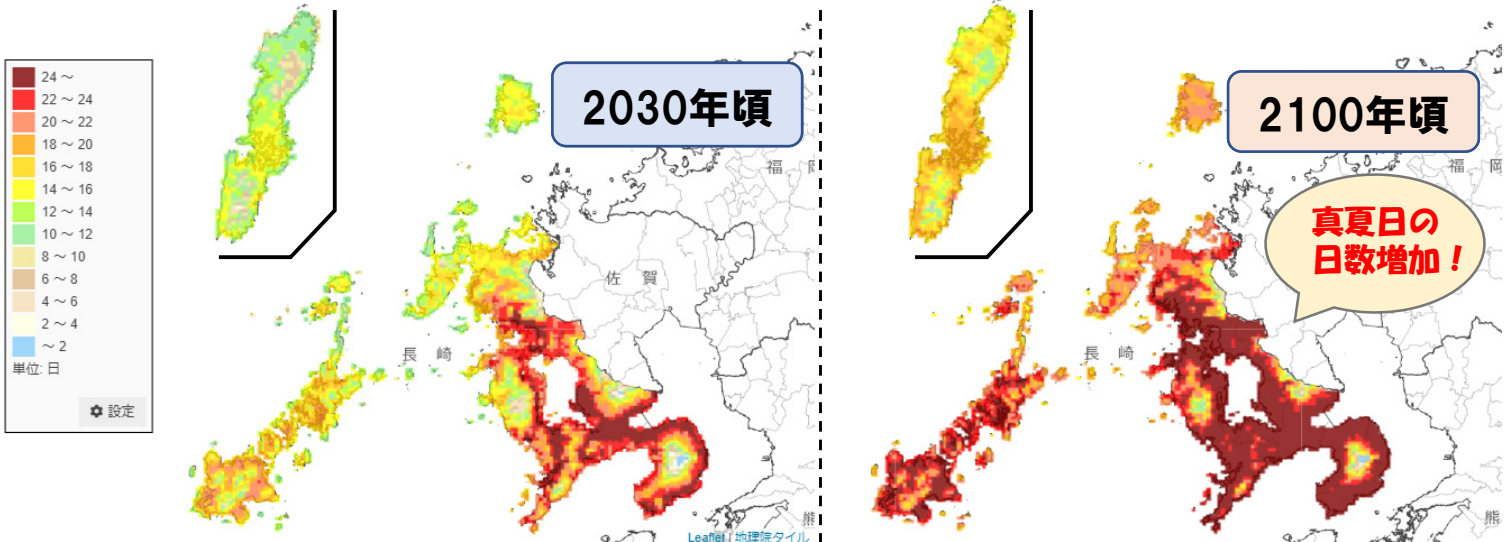 24 ～
22 ～ 24
20 ～ 22
18 ～ 20
16 ～ 18
14 ～ 16
12 ～ 14
10 ～ 12
8 ～ 10
6 ～ 8
4 ～ 6
2 ～ 4
～ 2
単位: 日
設定
2030年頃
福
佐 賀
長 崎
熊
Leaflet | 地理院タイル
2100年頃
福 岡
真夏日の
日数増加！
長 崎
熊